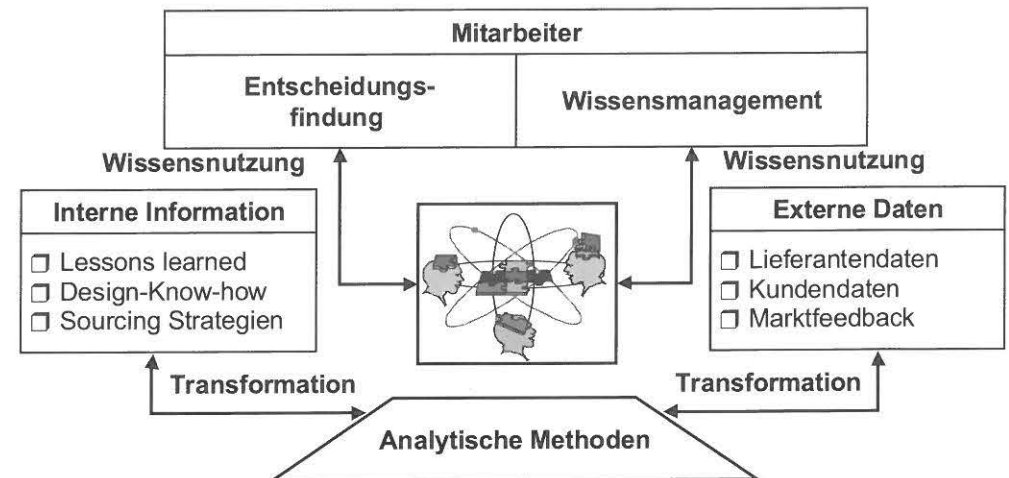 Mitarbeiter
Entscheidungs-
findung
Wissensmanagement
Wissensnutzung
Wissensnutzung
Interne Information
❒ Lessons learned
❒ Design-Know-how
❒ Sourcing Strategien
Externe Daten
❒ Lieferantendaten
❒ Kundendaten
❒ Marktfeedback
Transformation
Transformation
Analytische Methoden